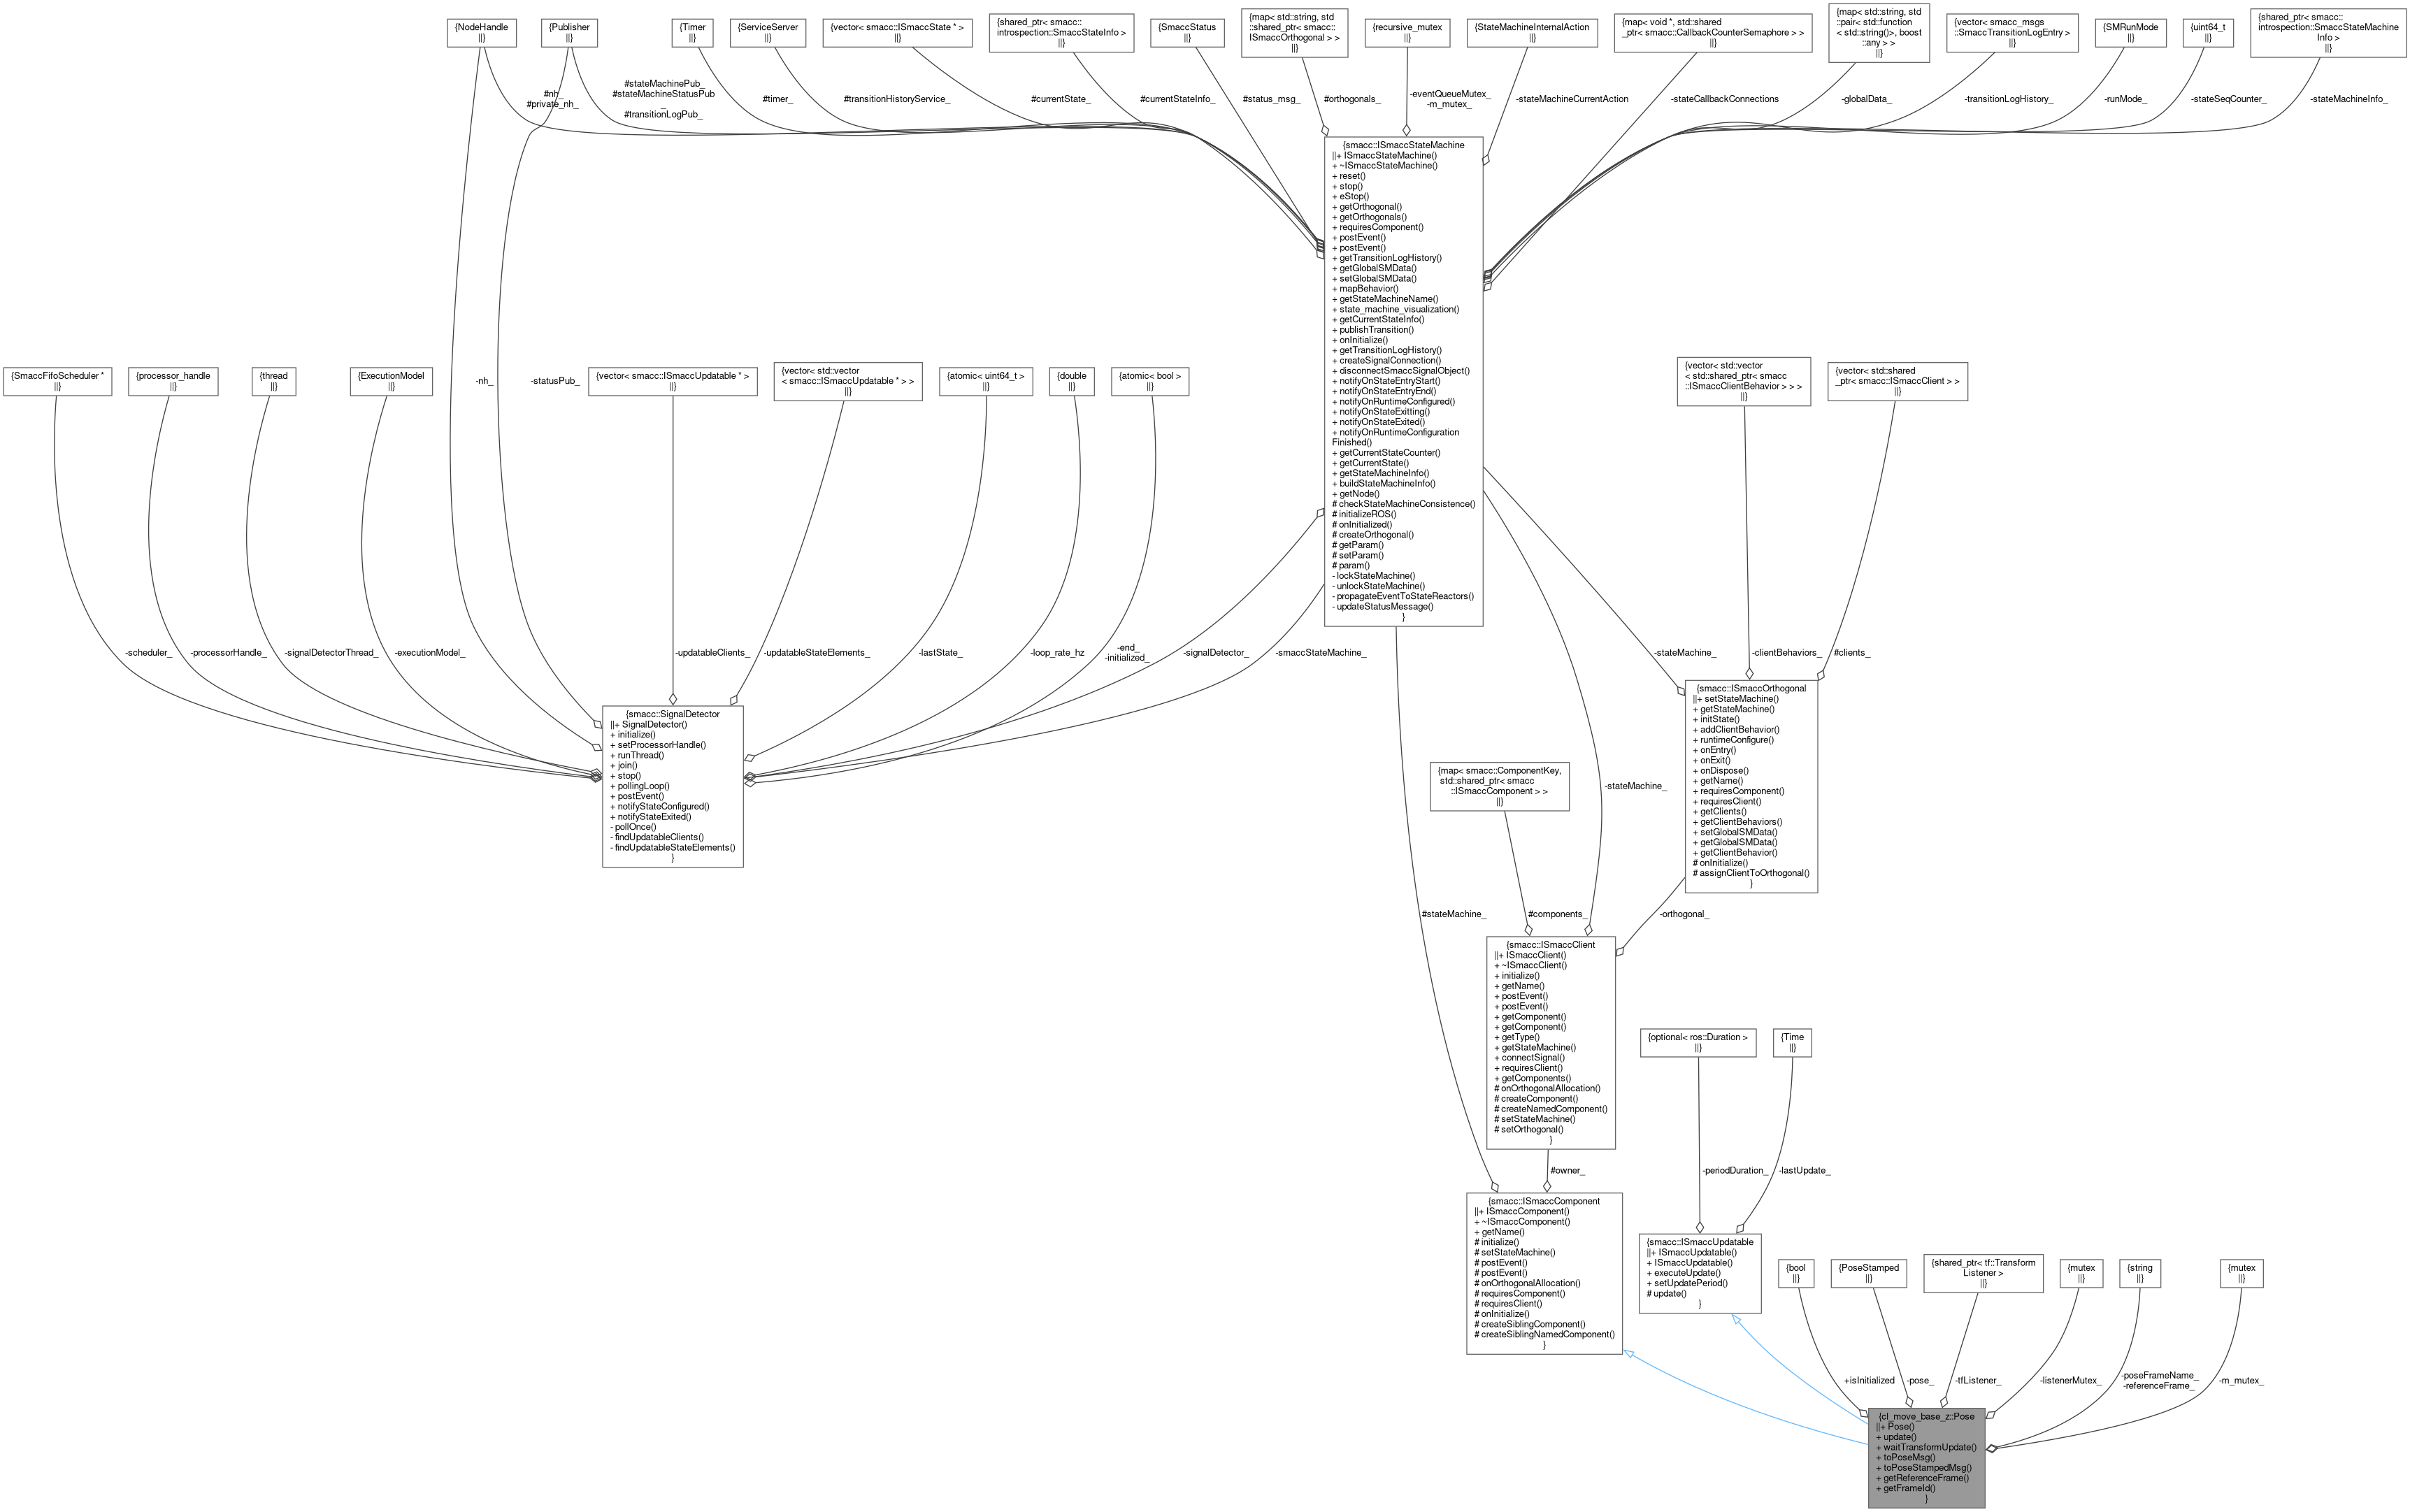 {NodeHandle
||}
{Publisher
||}
{Timer
||}
{ServiceServer
||}
{vector< smacc::ISmaccState * >
||}
{shared_ptr< smacc::
introspection::SmaccStateInfo >
||}
{SmaccStatus
||}
{map< std::string, std
::shared_ptr< smacc::
ISmaccOrthogonal > >
||}
{recursive_mutex
||}
{StateMachineInternalAction
||}
{map< void *, std::shared
_ptr< smacc::CallbackCounterSemaphore > >
||}
{map< std::string, std
::pair< std::function
< std::string()>, boost
::any > >
||}
{vector< smacc_msgs
::SmaccTransitionLogEntry >
||}
{SMRunMode
||}
{uint64_t
||}
{shared_ptr< smacc::
introspection::SmaccStateMachine
Info >
||}
#nh_
#private_nh_
#stateMachinePub_
#stateMachineStatusPub
_
#transitionLogPub_
#timer_
#transitionHistoryService_
#currentState_
#currentStateInfo_
#status_msg_
#orthogonals_
-eventQueueMutex_
-m_mutex_
-stateMachineCurrentAction
-stateCallbackConnections
-globalData_
-transitionLogHistory_
-runMode_
-stateSeqCounter_
-stateMachineInfo_
{smacc::ISmaccStateMachine
||+ ISmaccStateMachine()
+ ~ISmaccStateMachine()
+ reset()
+ stop()
+ eStop()
+ getOrthogonal()
+ getOrthogonals()
+ requiresComponent()
+ postEvent()
+ postEvent()
+ getTransitionLogHistory()
+ getGlobalSMData()
+ setGlobalSMData()
+ mapBehavior()
+ getStateMachineName()
+ state_machine_visualization()
+ getCurrentStateInfo()
+ publishTransition()
+ onInitialize()
+ getTransitionLogHistory()
+ createSignalConnection()
+ disconnectSmaccSignalObject()
+ notifyOnStateEntryStart()
+ notifyOnStateEntryEnd()
+ notifyOnRuntimeConfigured()
+ notifyOnStateExitting()
+ notifyOnStateExited()
+ notifyOnRuntimeConfiguration
Finished()
+ getCurrentStateCounter()
+ getCurrentState()
+ getStateMachineInfo()
+ buildStateMachineInfo()
+ getNode()
# checkStateMachineConsistence()
# initializeROS()
# onInitialized()
# createOrthogonal()
# getParam()
# setParam()
# param()
- lockStateMachine()
- unlockStateMachine()
- propagateEventToStateReactors()
- updateStatusMessage()
}
{SmaccFifoScheduler *
||}
{processor_handle
||}
{thread
||}
{ExecutionModel
||}
-nh_
-statusPub_
{vector< smacc::ISmaccUpdatable * >
||}
{vector< std::vector
< smacc::ISmaccUpdatable * > >
||}
{atomic< uint64_t >
||}
{double
||}
{atomic< bool >
||}
{vector< std::vector
< std::shared_ptr< smacc
::ISmaccClientBehavior > > >
||}
{vector< std::shared
_ptr< smacc::ISmaccClient > >
||}
-scheduler_
-processorHandle_
-signalDetectorThread_
-executionModel_
-updatableClients_
-updatableStateElements_
-lastState_
-loop_rate_hz
-end_
-initialized_
-signalDetector_
-smaccStateMachine_
-stateMachine_
-clientBehaviors_
#clients_
{smacc::SignalDetector
||+ SignalDetector()
+ initialize()
+ setProcessorHandle()
+ runThread()
+ join()
+ stop()
+ pollingLoop()
+ postEvent()
+ notifyStateConfigured()
+ notifyStateExited()
- pollOnce()
- findUpdatableClients()
- findUpdatableStateElements()
}
{smacc::ISmaccOrthogonal
||+ setStateMachine()
+ getStateMachine()
+ initState()
+ addClientBehavior()
+ runtimeConfigure()
+ onEntry()
+ onExit()
+ onDispose()
+ getName()
+ requiresComponent()
+ requiresClient()
+ getClients()
+ getClientBehaviors()
+ setGlobalSMData()
+ getGlobalSMData()
+ getClientBehavior()
# onInitialize()
# assignClientToOrthogonal()
}
{map< smacc::ComponentKey,
std::shared_ptr< smacc
::ISmaccComponent > >
||}
-stateMachine_
#stateMachine_
#components_
-orthogonal_
{smacc::ISmaccClient
||+ ISmaccClient()
+ ~ISmaccClient()
+ initialize()
+ getName()
+ postEvent()
+ postEvent()
+ getComponent()
+ getComponent()
+ getType()
+ getStateMachine()
+ connectSignal()
+ requiresClient()
+ getComponents()
# onOrthogonalAllocation()
# createComponent()
# createNamedComponent()
# setStateMachine()
# setOrthogonal()
}
{optional< ros::Duration >
||}
{Time
||}
#owner_
-periodDuration_
-lastUpdate_
{smacc::ISmaccComponent
||+ ISmaccComponent()
+ ~ISmaccComponent()
+ getName()
# initialize()
# setStateMachine()
# postEvent()
# postEvent()
# onOrthogonalAllocation()
# requiresComponent()
# requiresClient()
# onInitialize()
# createSiblingComponent()
# createSiblingNamedComponent()
}
{smacc::ISmaccUpdatable
||+ ISmaccUpdatable()
+ ISmaccUpdatable()
+ executeUpdate()
+ setUpdatePeriod()
# update()
}
{bool
||}
{PoseStamped
||}
{shared_ptr< tf::Transform
Listener >
||}
{mutex
||}
{string
||}
{mutex
||}
+isInitialized
-pose_
-tfListener_
-listenerMutex_
-poseFrameName_
-referenceFrame_
-m_mutex_
{cl_move_base_z::Pose
||+ Pose()
+ update()
+ waitTransformUpdate()
+ toPoseMsg()
+ toPoseStampedMsg()
+ getReferenceFrame()
+ getFrameId()
}